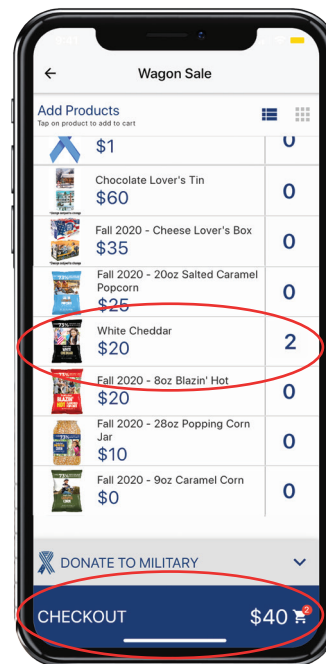 Wagon Sale
Add Products
Tap on product to add to cart
$1
0
Chocolate Lover's Tin
$60
0
Fall 2020 - Cheese Lover's Box
$35
0
Fall 2020 - 20oz Salted Caramel
Popcorn
$25
0
White Cheddar
$20
2
Fall 2020 - 8oz Blazin' Hot
$20
0
Fall 2020 - 28oz Popping Corn
Jar
$10
0
Fall 2020 - 9oz Caramel Corn
$0
0
DONATE TO MILITARY
CHECKOUT
$40
2